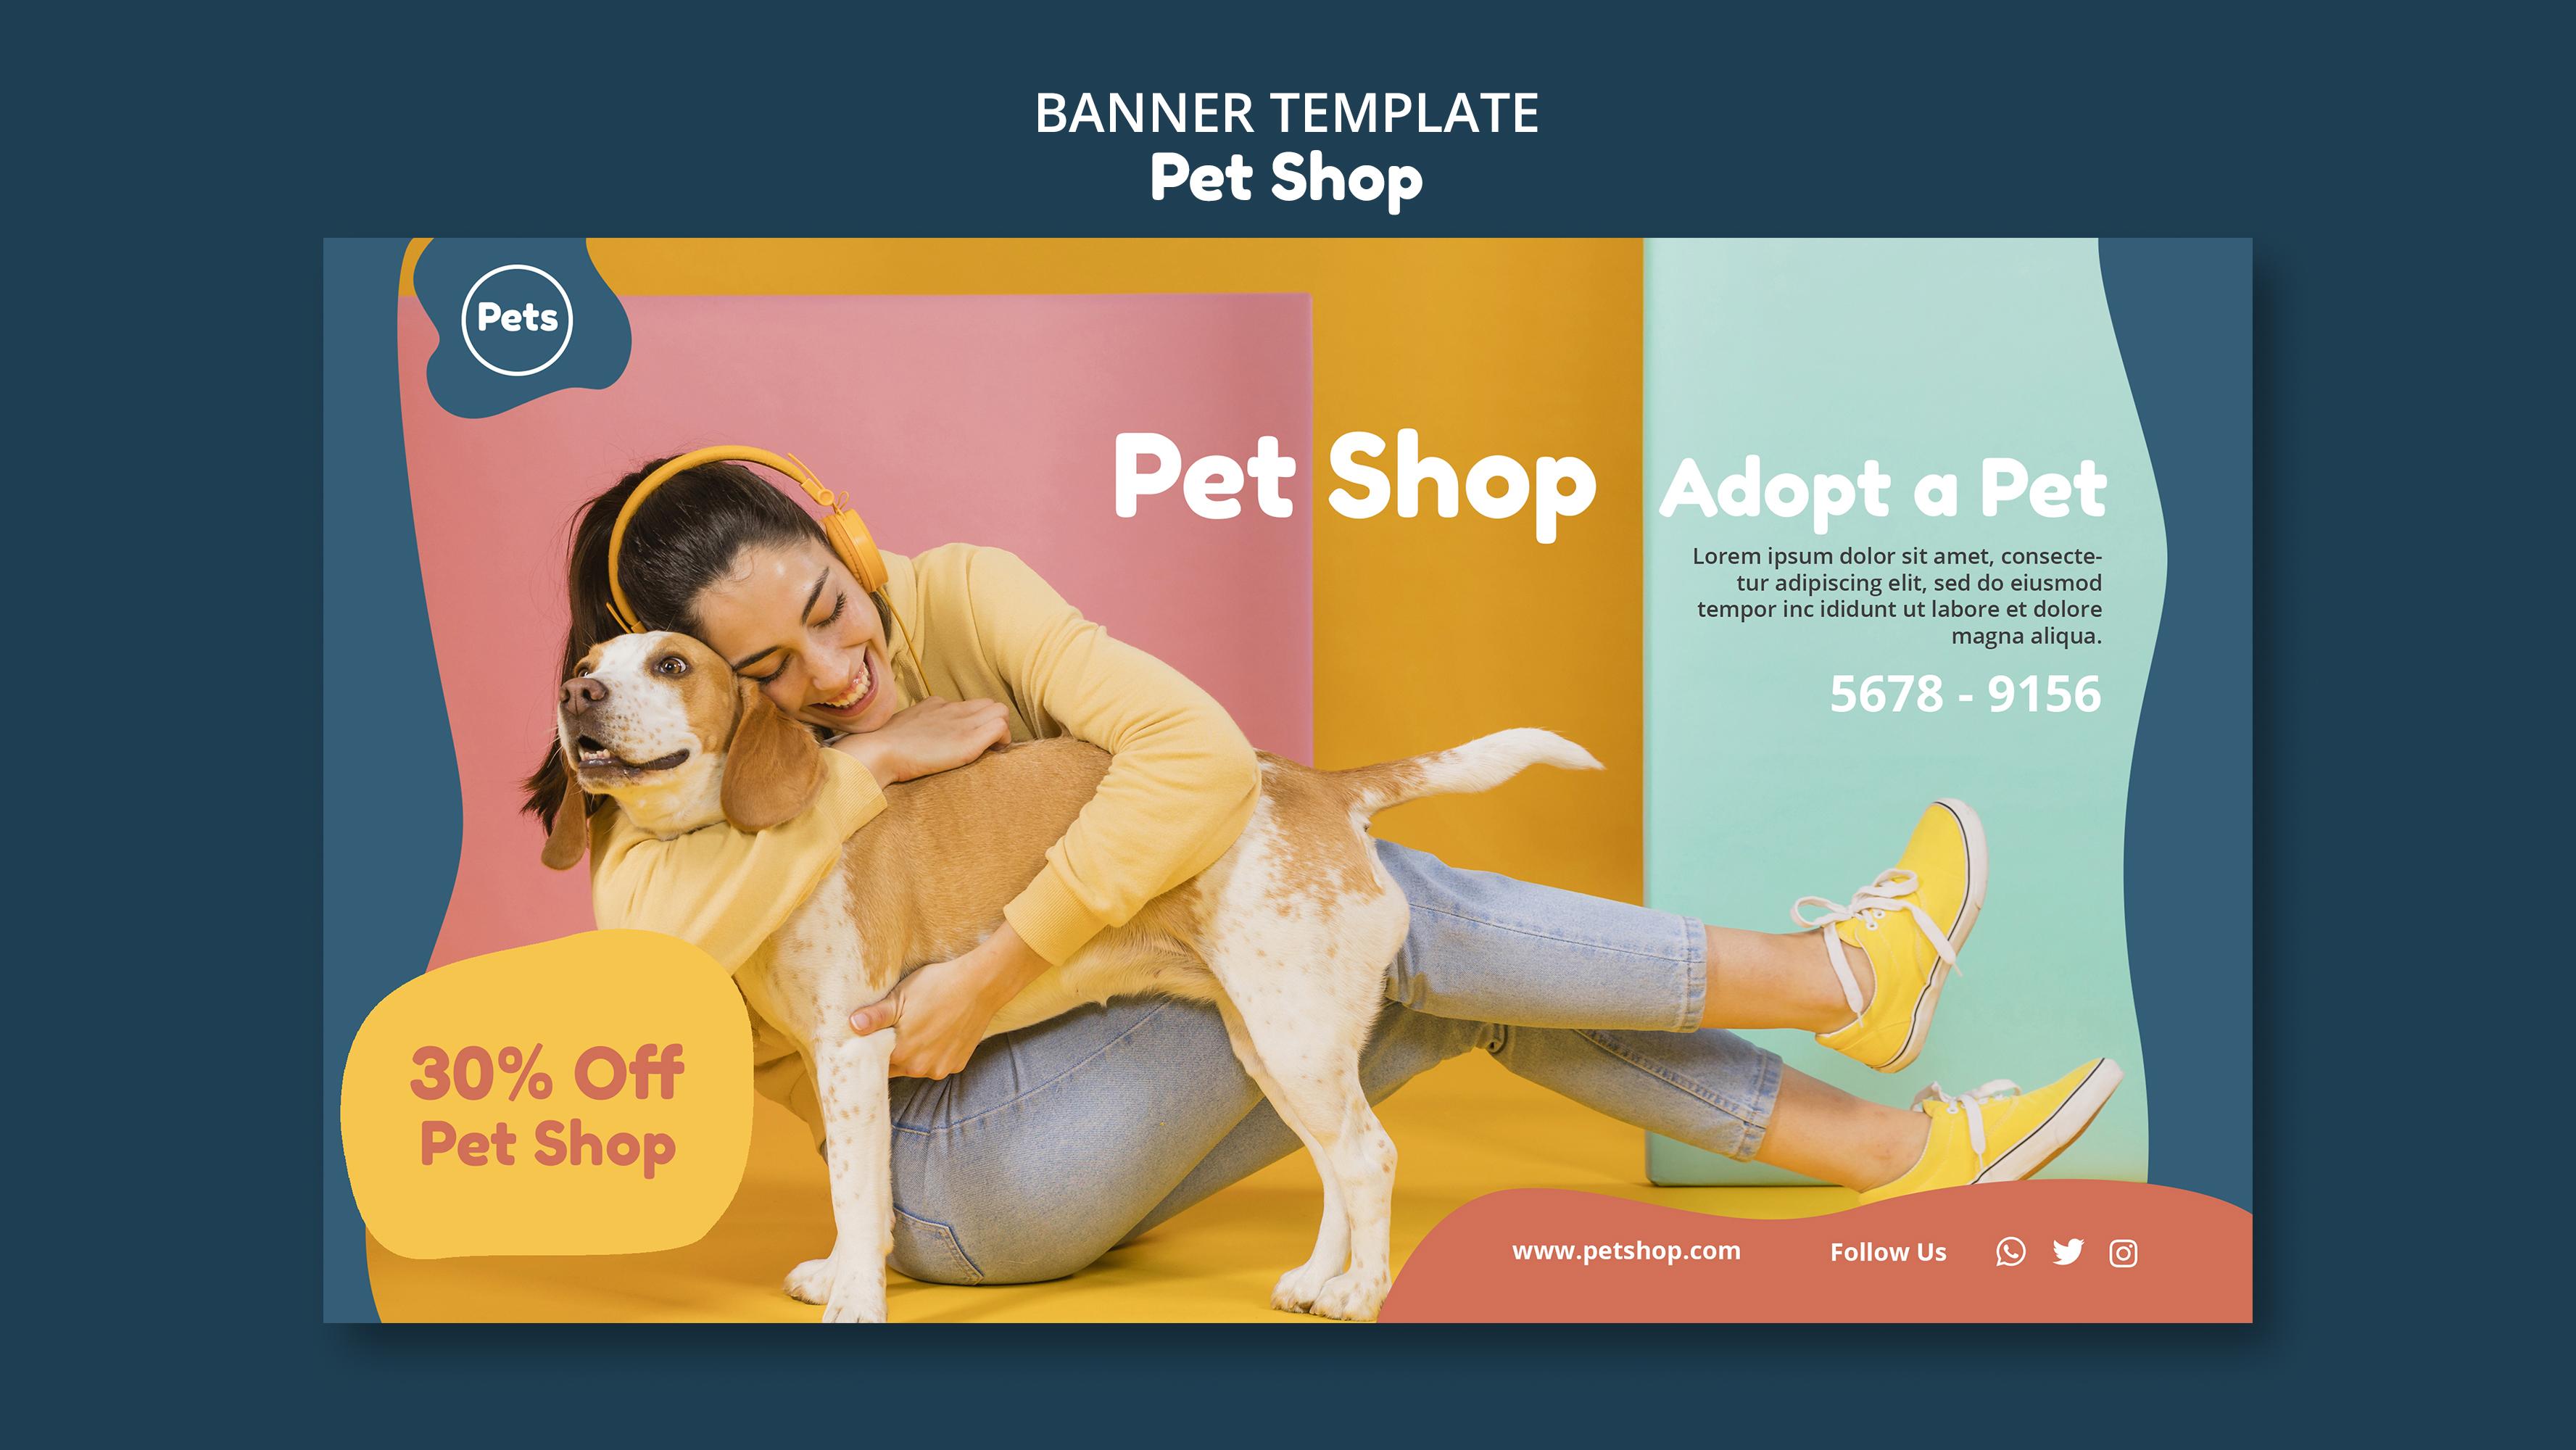 BANNER TEMPLATE
Pet Shop
Pets
Pet Shop
Adopt a Pet
Lorem ipsum dolor sit amet, consecte-
tur adipiscing elit, sed do eiusmod
tempor inc ididunt ut labore et dolore
magna aliqua.
5678 - 9156
30% Off
Pet Shop
www.petshop.com
Follow Us